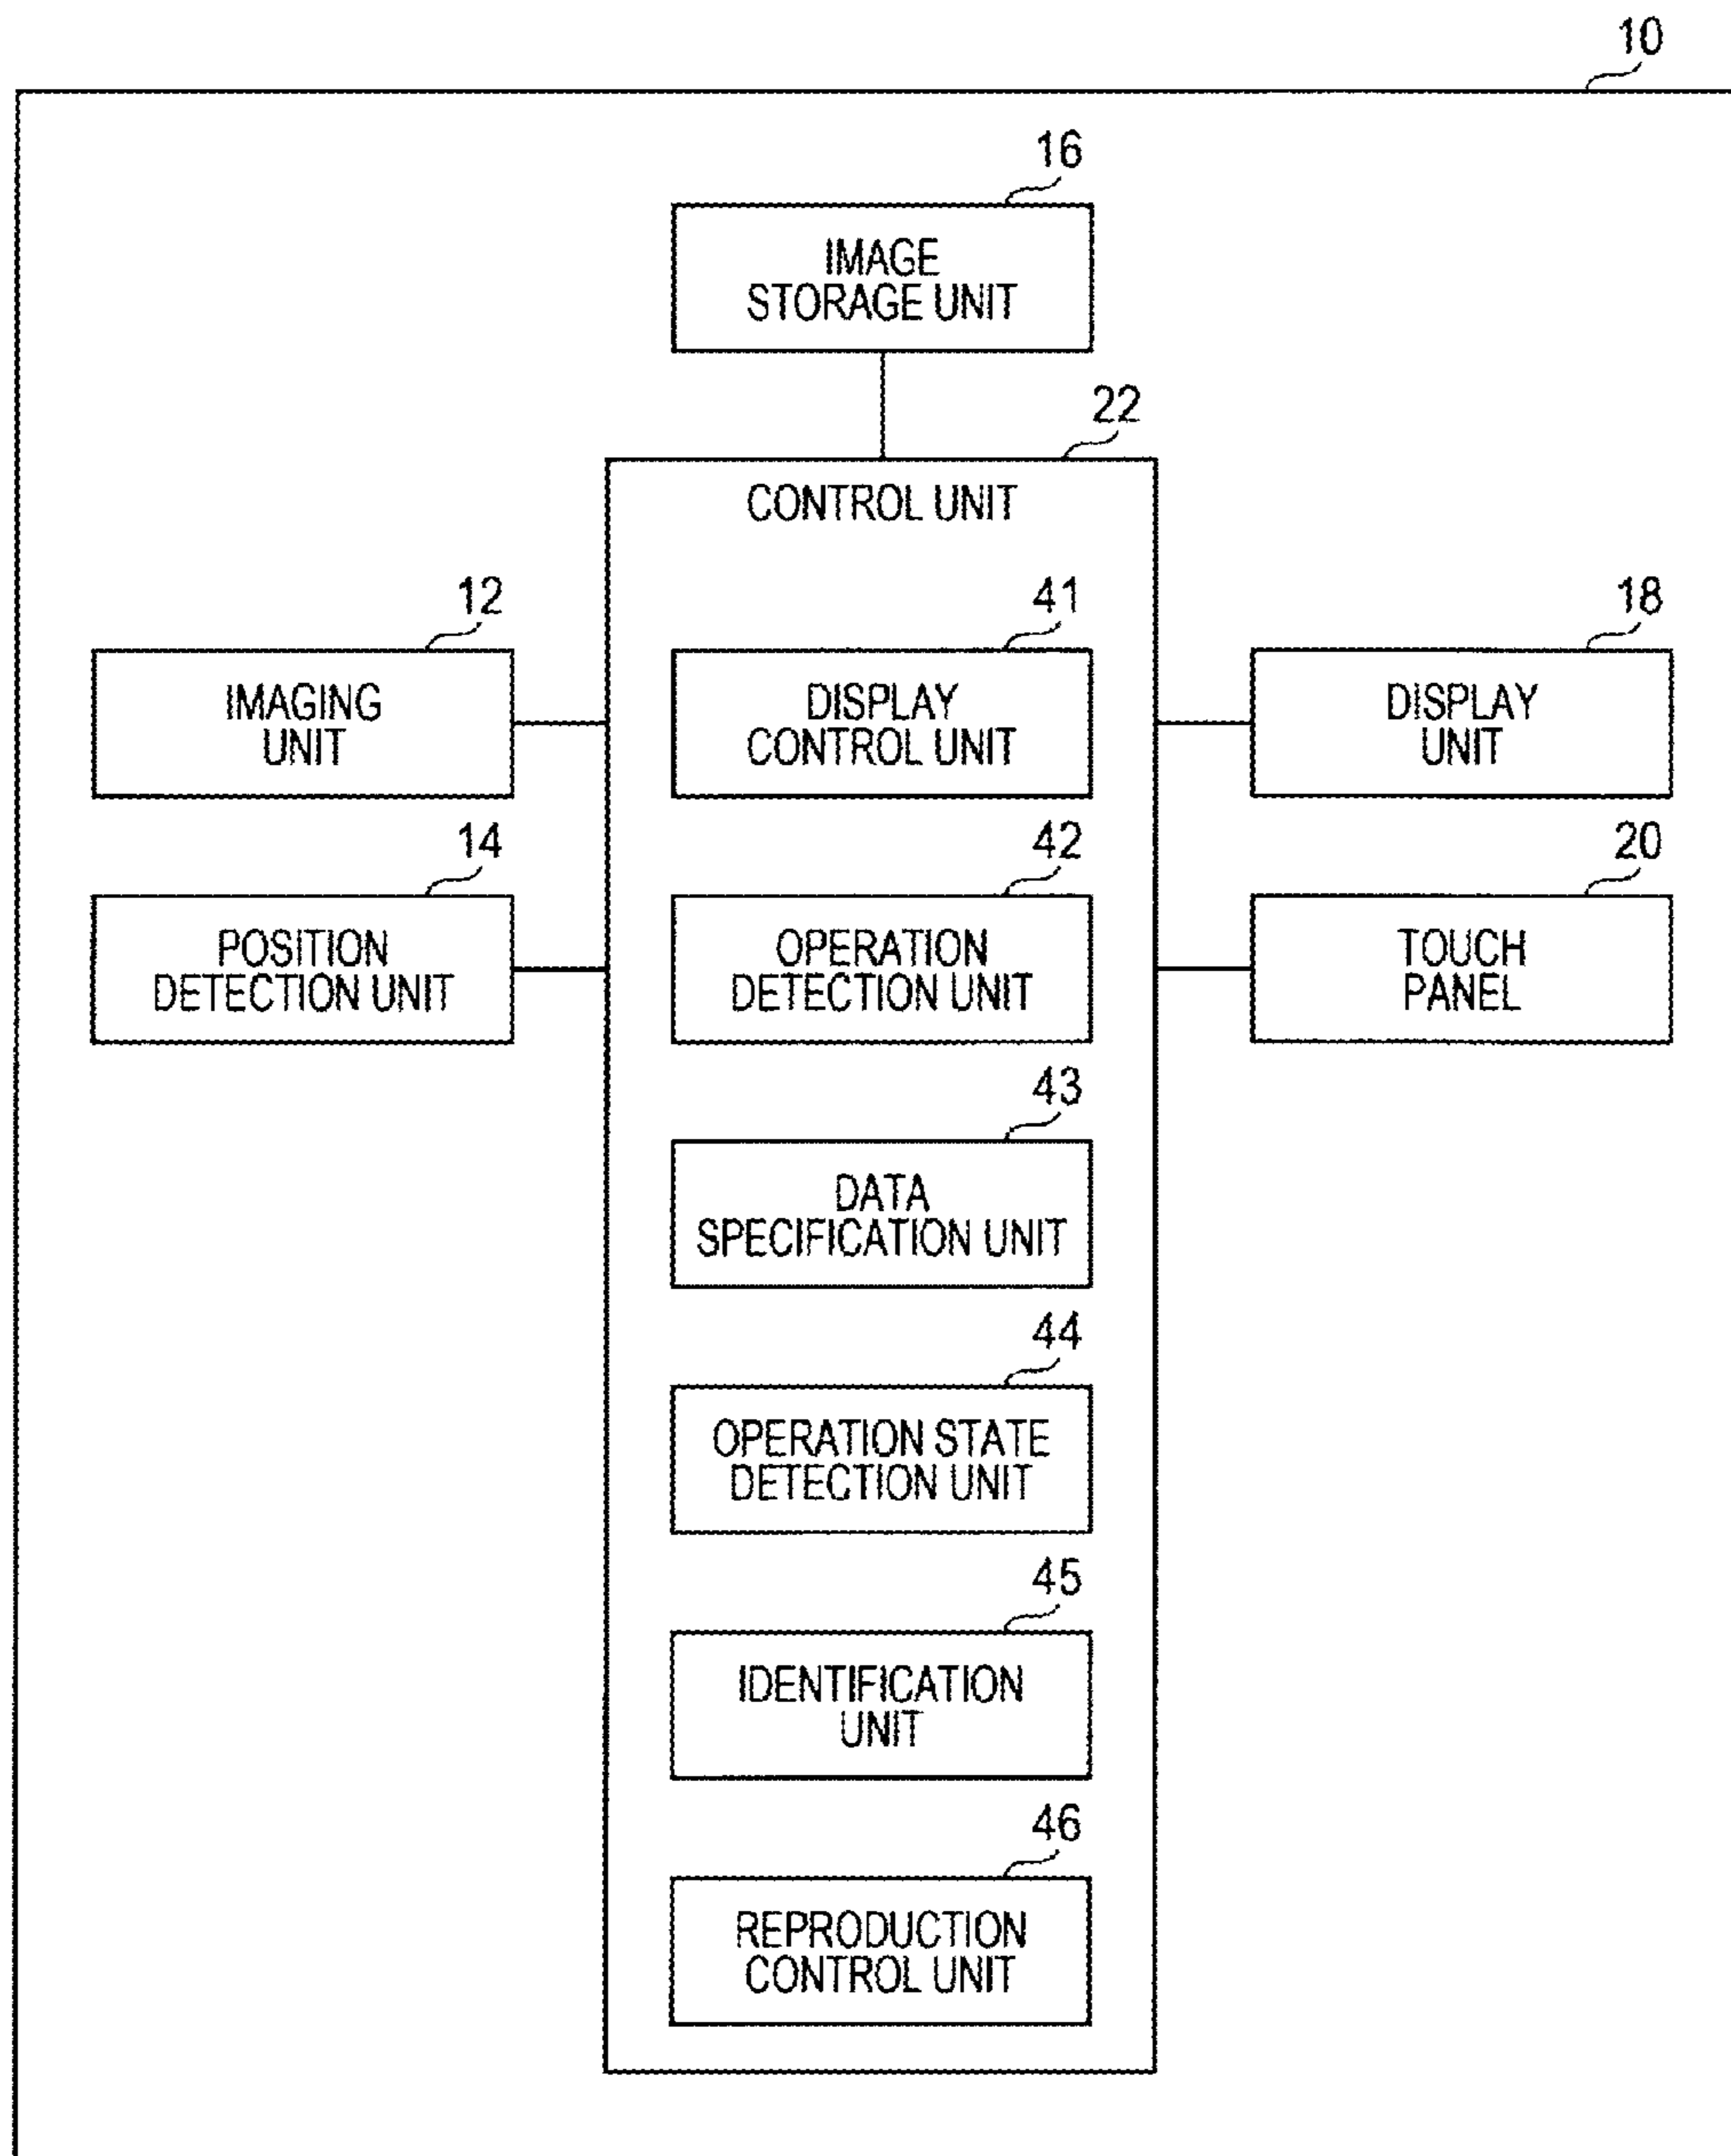 10
16
IMAGE
STORAGE UNIT
22
CONTROL UNIT
12
IMAGING
UNIT
41
DISPLAY
CONTROL UNIT
18
DISPLAY
UNIT
14
POSITION
DETECTION UNIT
42
OPERATION
DETECTION UNIT
20
TOUCH
PANEL
43
DATA
SPECIFICATION UNIT
44
OPERATION STATE
DETECTION UNIT
45
IDENTIFICATION
UNIT
46
REPRODUCTION
CONTROL UNIT